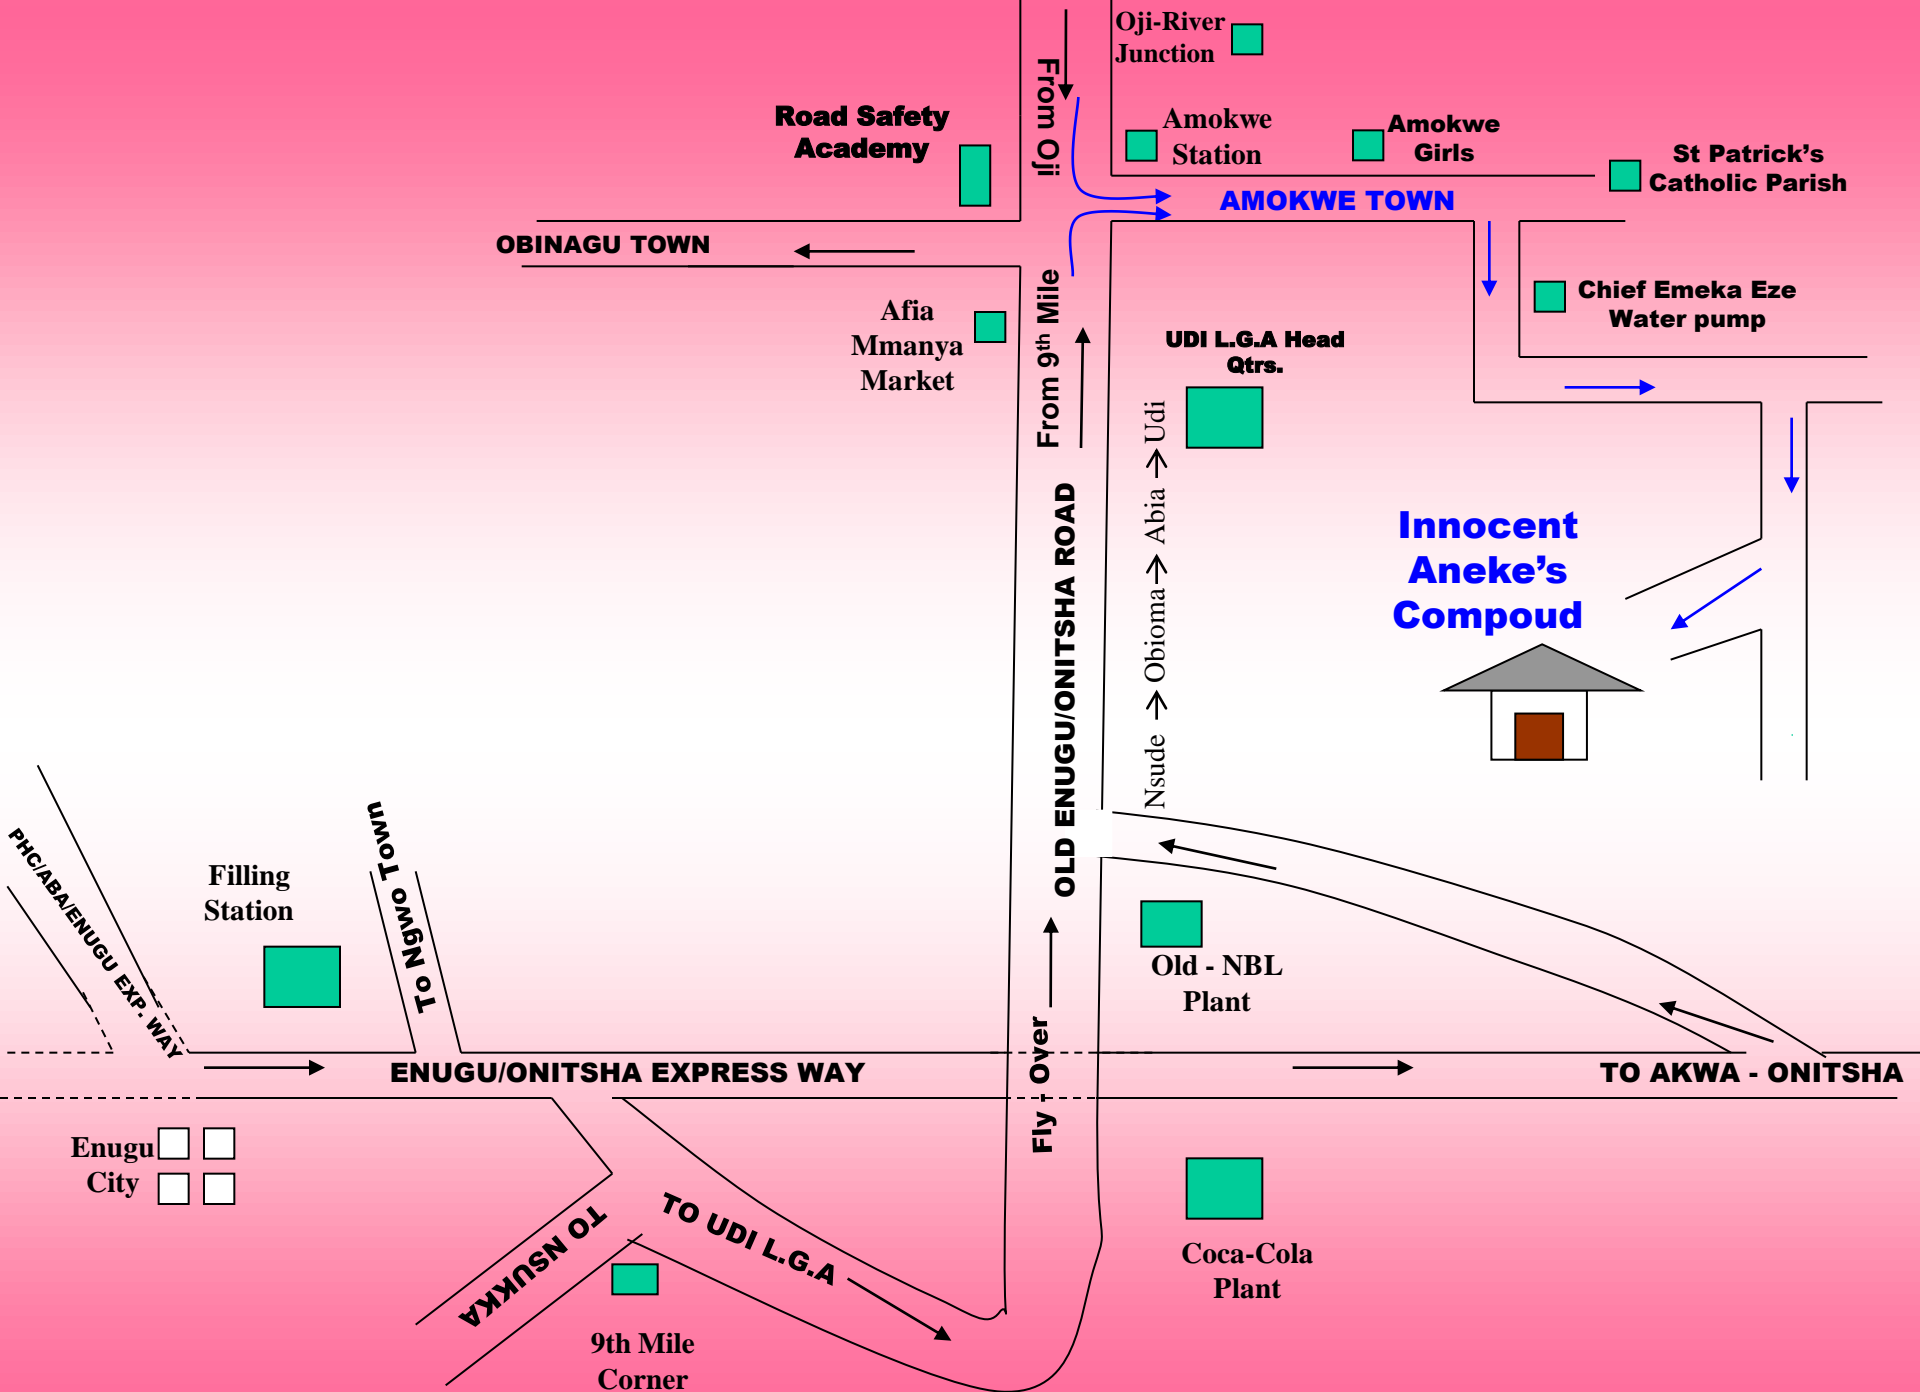 Oji-River
Junction
From Oji
Road Safety
Academy
Amokwe
Station
Amokwe
Girls
St Patrick’s
Catholic Parish
AMOKWE TOWN
OBINAGU TOWN
Afia
Mmanya
Market
From 9th Mile
UDI L.G.A Head
Qtrs.
Chief Emeka Eze
Water pump
Nsude → Obioma → Abia → Udi
OLD ENUGU/ONITSHA ROAD
Innocent
Aneke’s
Compoud
PHC/ABA/ENUGU EXP. WAY
Filling
Station
To Ngwo Town
Old - NBL
Plant
Fly - Over
ENUGU/ONITSHA EXPRESS WAY
TO AKWA - ONITSHA
Enugu
City
TO NSUKKA
TO UDI L.G.A
Coca-Cola
Plant
9th Mile
Corner